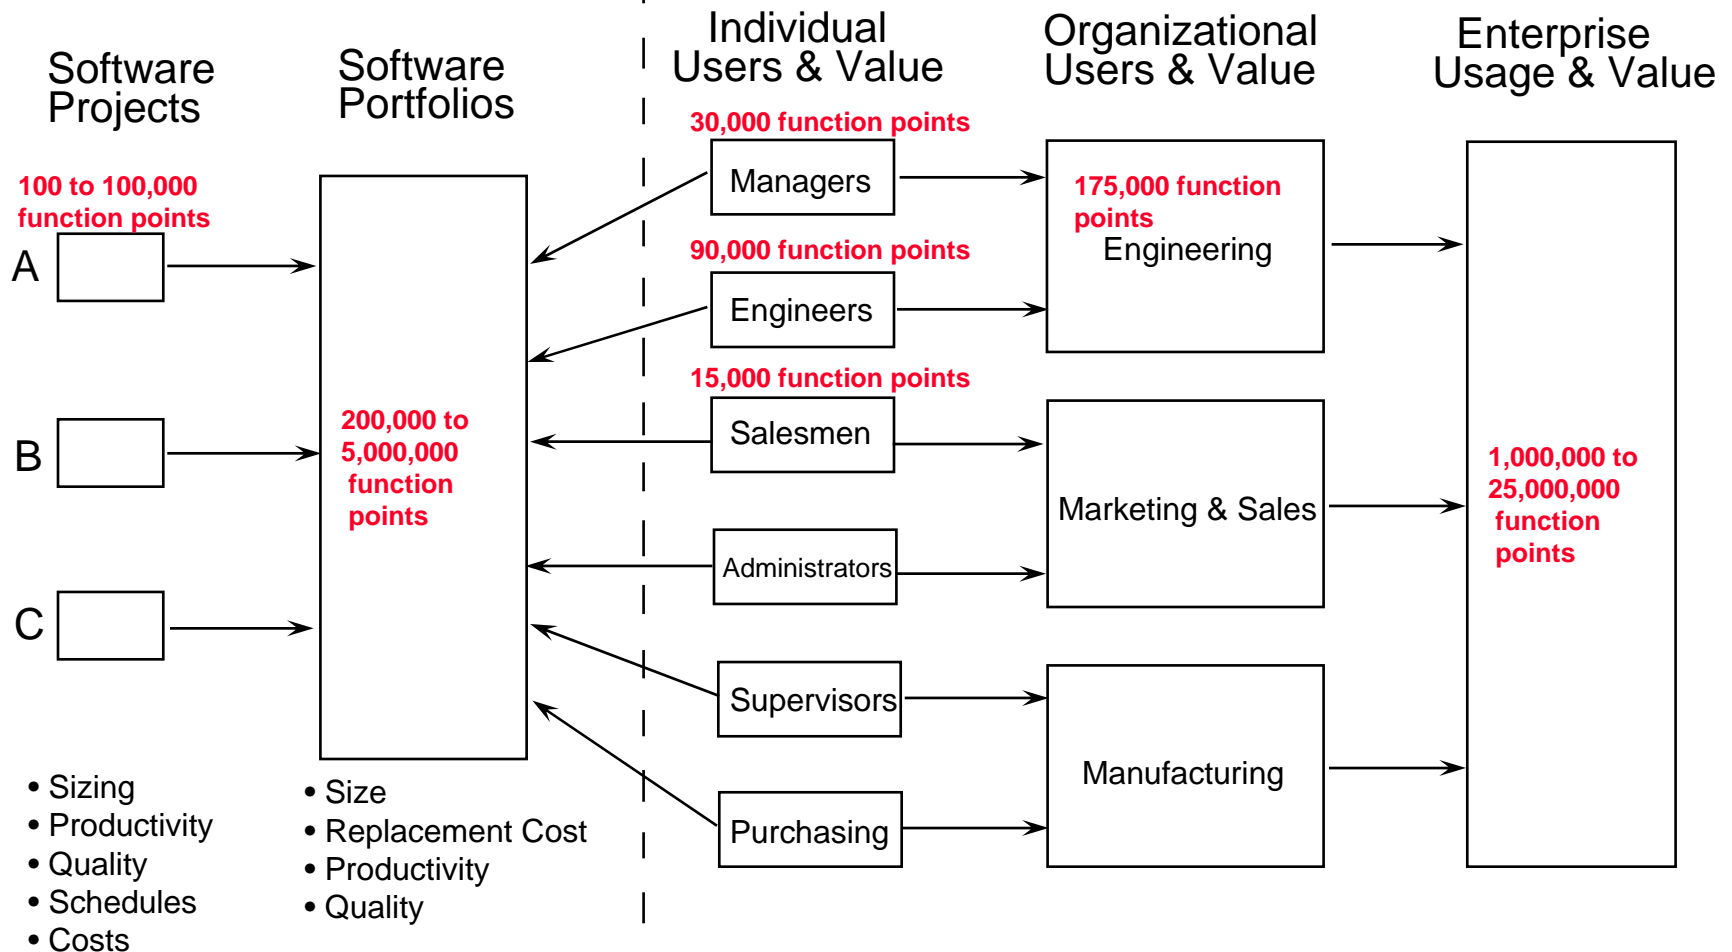 Software
Projects
Software
Portfolios
Individual
Users & Value
Organizational
Users & Value
Enterprise
Usage & Value
100 to 100,000
function points
A
B
C
200,000 to
5,000,000
function
points
30,000 function points
Managers
90,000 function points
Engineers
15,000 function points
Salesmen
Administrators
Supervisors
Purchasing
175,000 function
points
Engineering
Marketing & Sales
Manufacturing
1,000,000 to
25,000,000
function
points
• Sizing
• Productivity
• Quality
• Schedules
• Costs
• Size
• Replacement Cost
• Productivity
• Quality